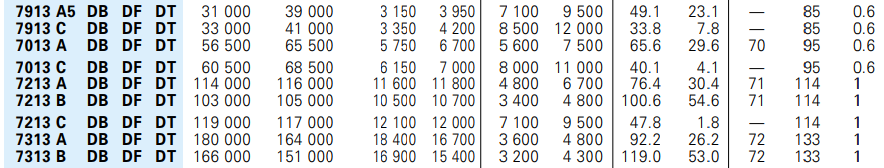 7913 A5 DB DF DT 31 000 39 000 3 150 3 950 7 100 9 500 49.1 23.1 — 85 0.6
7913 C DB DF DT 33 000 41 000 3 350 4 200 8 500 12 000 33.8 7.8 — 85 0.6
7013 A DB DF DT 56 500 65 500 5 750 6 700 5 600 7 500 65.6 29.6 70 95 0.6
7013 C DB DF DT 60 500 68 500 6 150 7 000 8 000 11 000 40.1 4.1 — 95 0.6
7213 A DB DF DT 114 000 116 000 11 600 11 800 4 800 6 700 76.4 30.4 71 114 1
7213 B DB DF DT 103 000 105 000 10 500 10 700 3 400 4 800 100.6 54.6 71 114 1
7213 C DB DF DT 119 000 117 000 12 100 12 000 7 100 9 500 47.8 1.8 — 114 1
7313 A DB DF DT 180 000 164 000 18 400 16 700 3 600 4 800 92.2 26.2 72 133 1
7313 B DB DF DT 166 000 151 000 16 900 15 400 3 200 4 300 119.0 53.0 72 133 1